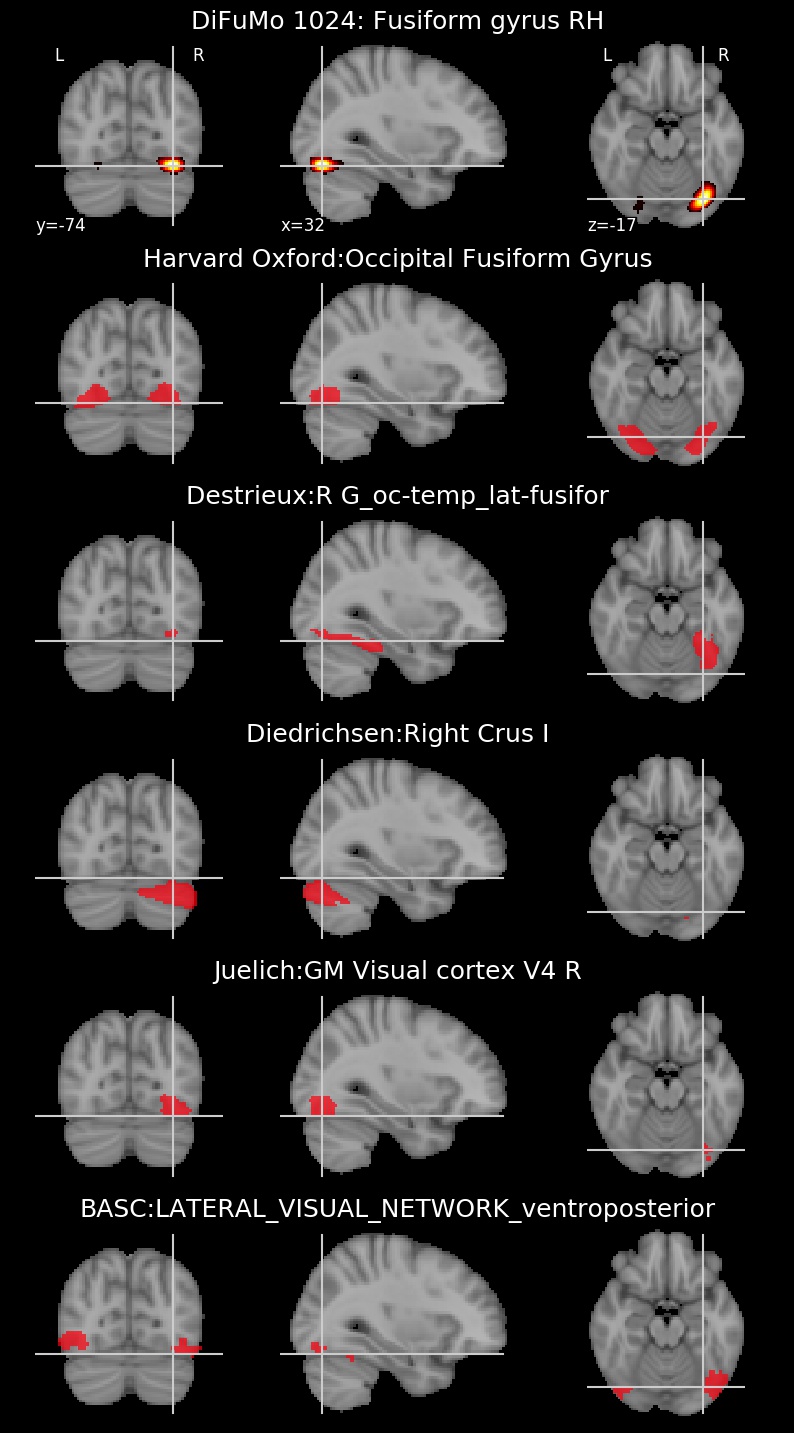 DiFuMo 1024: Fusiform gyrus RH
L R L R
y=-74 x=32 z=-17
Harvard Oxford:Occipital Fusiform Gyrus
Destrieux:R G_oc-temp_lat-fusifor
Diedrichsen:Right Crus I
Juelich:GM Visual cortex V4 R
BASC:LATERAL_VISUAL_NETWORK_ventroposterior